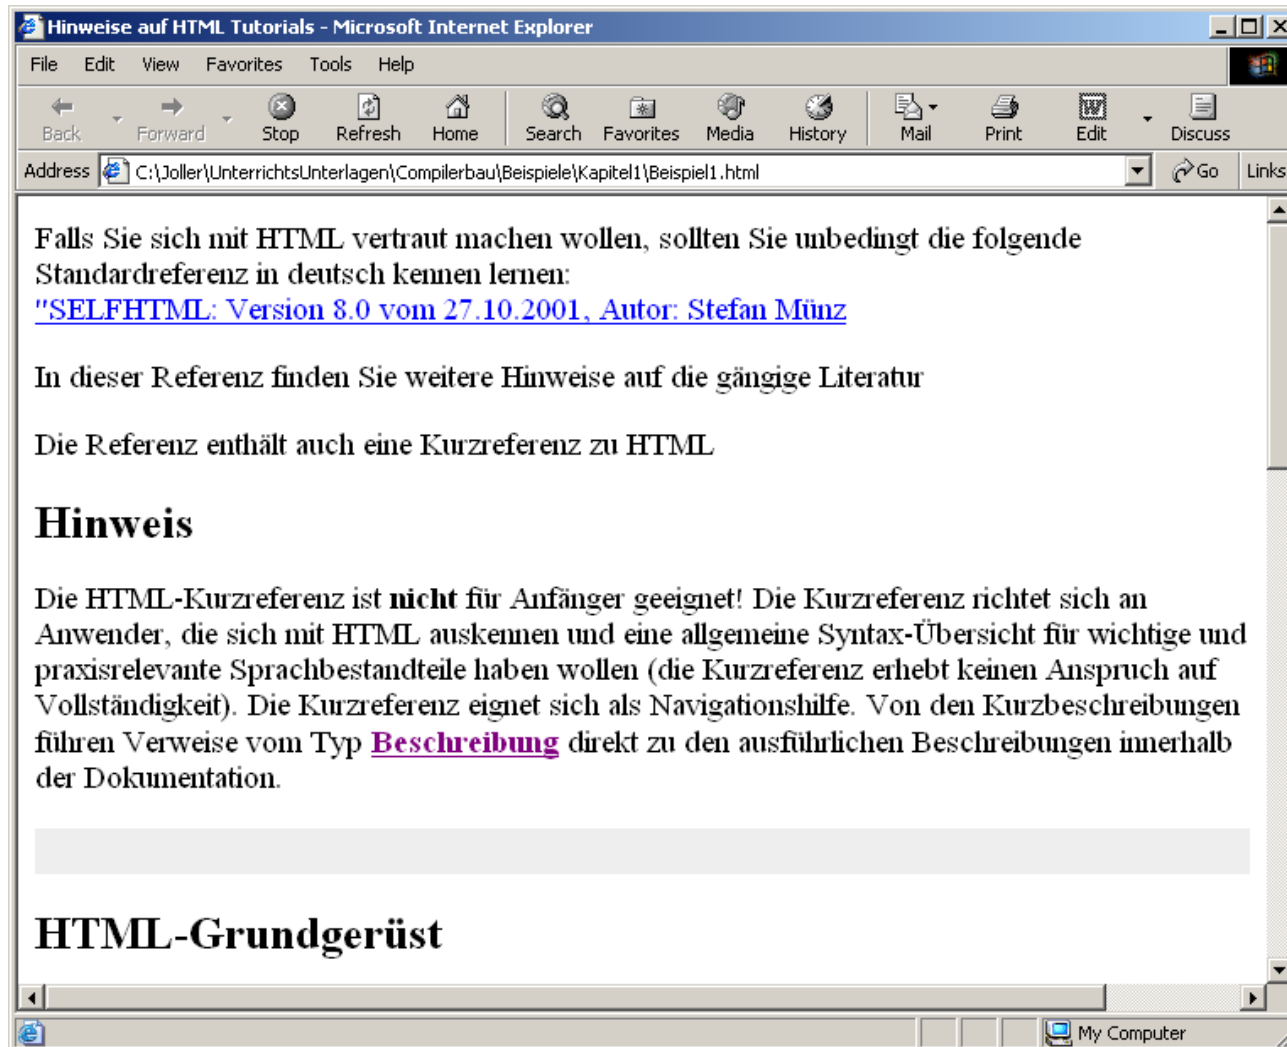 Hinweise auf HTML Tutorials - Microsoft Internet Explorer
File Edit View Favorites Tools Help
Back Forward Stop Refresh Home Search Favorites Media History Mail Print Edit Discuss
Address C:\Joller\UnterrichtsUnterlagen\Compilerbau\Beispiele\Kapitel1\Beispiel1.html Go Links
Falls Sie sich mit HTML vertraut machen wollen, sollten Sie unbedingt die folgende
Standardreferenz in deutsch kennen lernen:
"SELFHTML: Version 8.0 vom 27.10.2001, Autor: Stefan Münz
In dieser Referenz finden Sie weitere Hinweise auf die gängige Literatur
Die Referenz enthält auch eine Kurzreferenz zu HTML
Hinweis
Die HTML-Kurzreferenz ist nicht für Anfänger geeignet! Die Kurzreferenz richtet sich an
Anwender, die sich mit HTML auskennen und eine allgemeine Syntax-Übersicht für wichtige und
praxisrelevante Sprachbestandteile haben wollen (die Kurzreferenz erhebt keinen Anspruch auf
Vollständigkeit). Die Kurzreferenz eignet sich als Navigationshilfe. Von den Kurzbeschreibungen
führen Verweise vom Typ Beschreibung direkt zu den ausführlichen Beschreibungen innerhalb
der Dokumentation.
HTML-Grundgerüst
My Computer